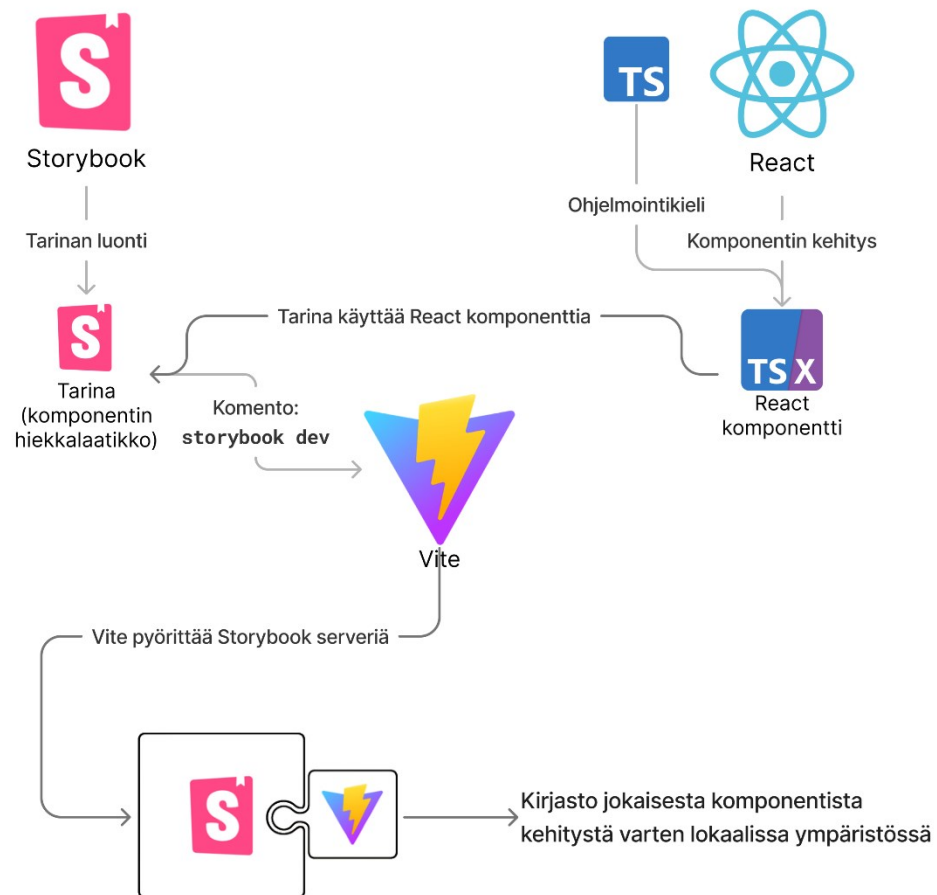 S
TS
Storybook
React
Ohjelmointikieli
Tarinan luonti
Komponentin kehitys
S
Tarina käyttää React komponenttia
TSX
Tarina
(komponentin
hiekkalaatikko)
Komento:
storybook dev
React
komponentti
Vite
Vite pyörittää Storybook serveriä
S
Kirjasto jokaisesta komponentista
kehitystä varten lokaalissa ympäristössä